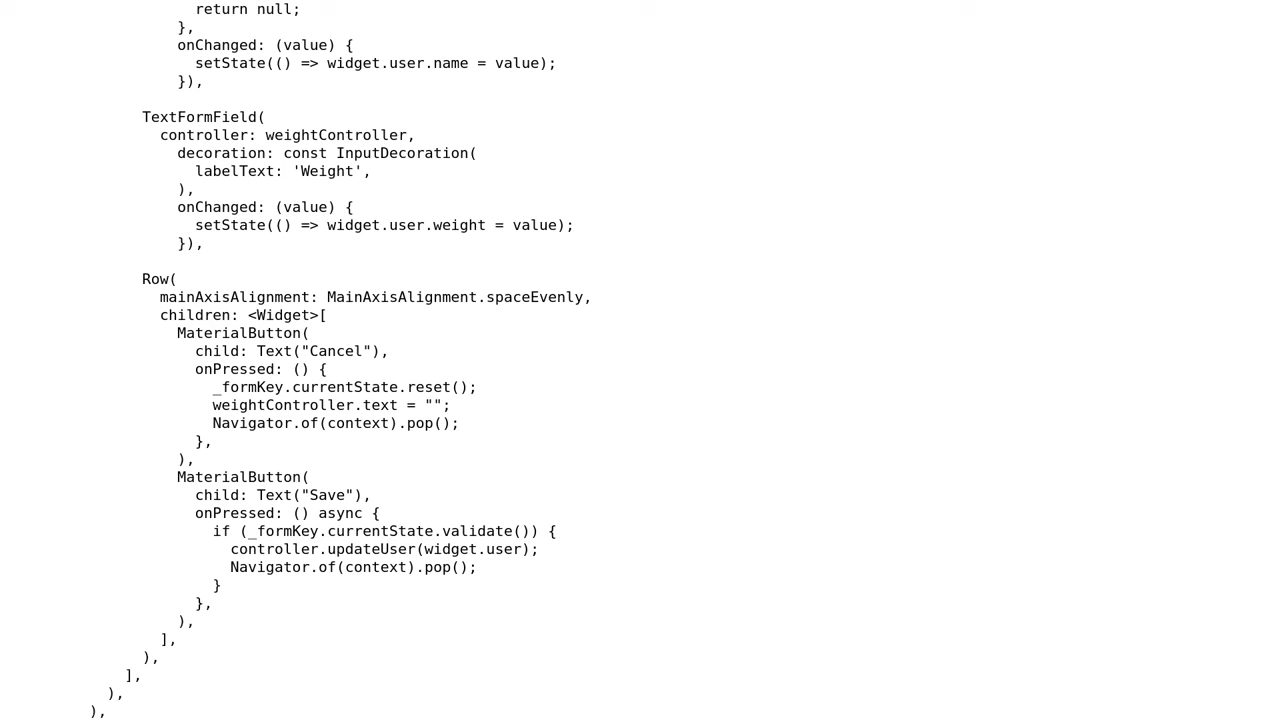 return null;
},
onChanged: (value) {
setState(() => widget.user.name = value);
}),
TextFormField(
controller: weightController,
decoration: const InputDecoration(
labelText: 'Weight',
),
onChanged: (value) {
setState(() => widget.user.weight = value);
}),
Row(
mainAxisAlignment: MainAxisAlignment.spaceEvenly,
children: <Widget>[
MaterialButton(
child: Text("Cancel"),
onPressed: () {
_formKey.currentState.reset();
weightController.text = "";
Navigator.of(context).pop();
},
),
MaterialButton(
child: Text("Save"),
onPressed: () async {
if (_formKey.currentState.validate()) {
controller.updateUser(widget.user);
Navigator.of(context).pop();
}
},
),
],
),
],
),
),